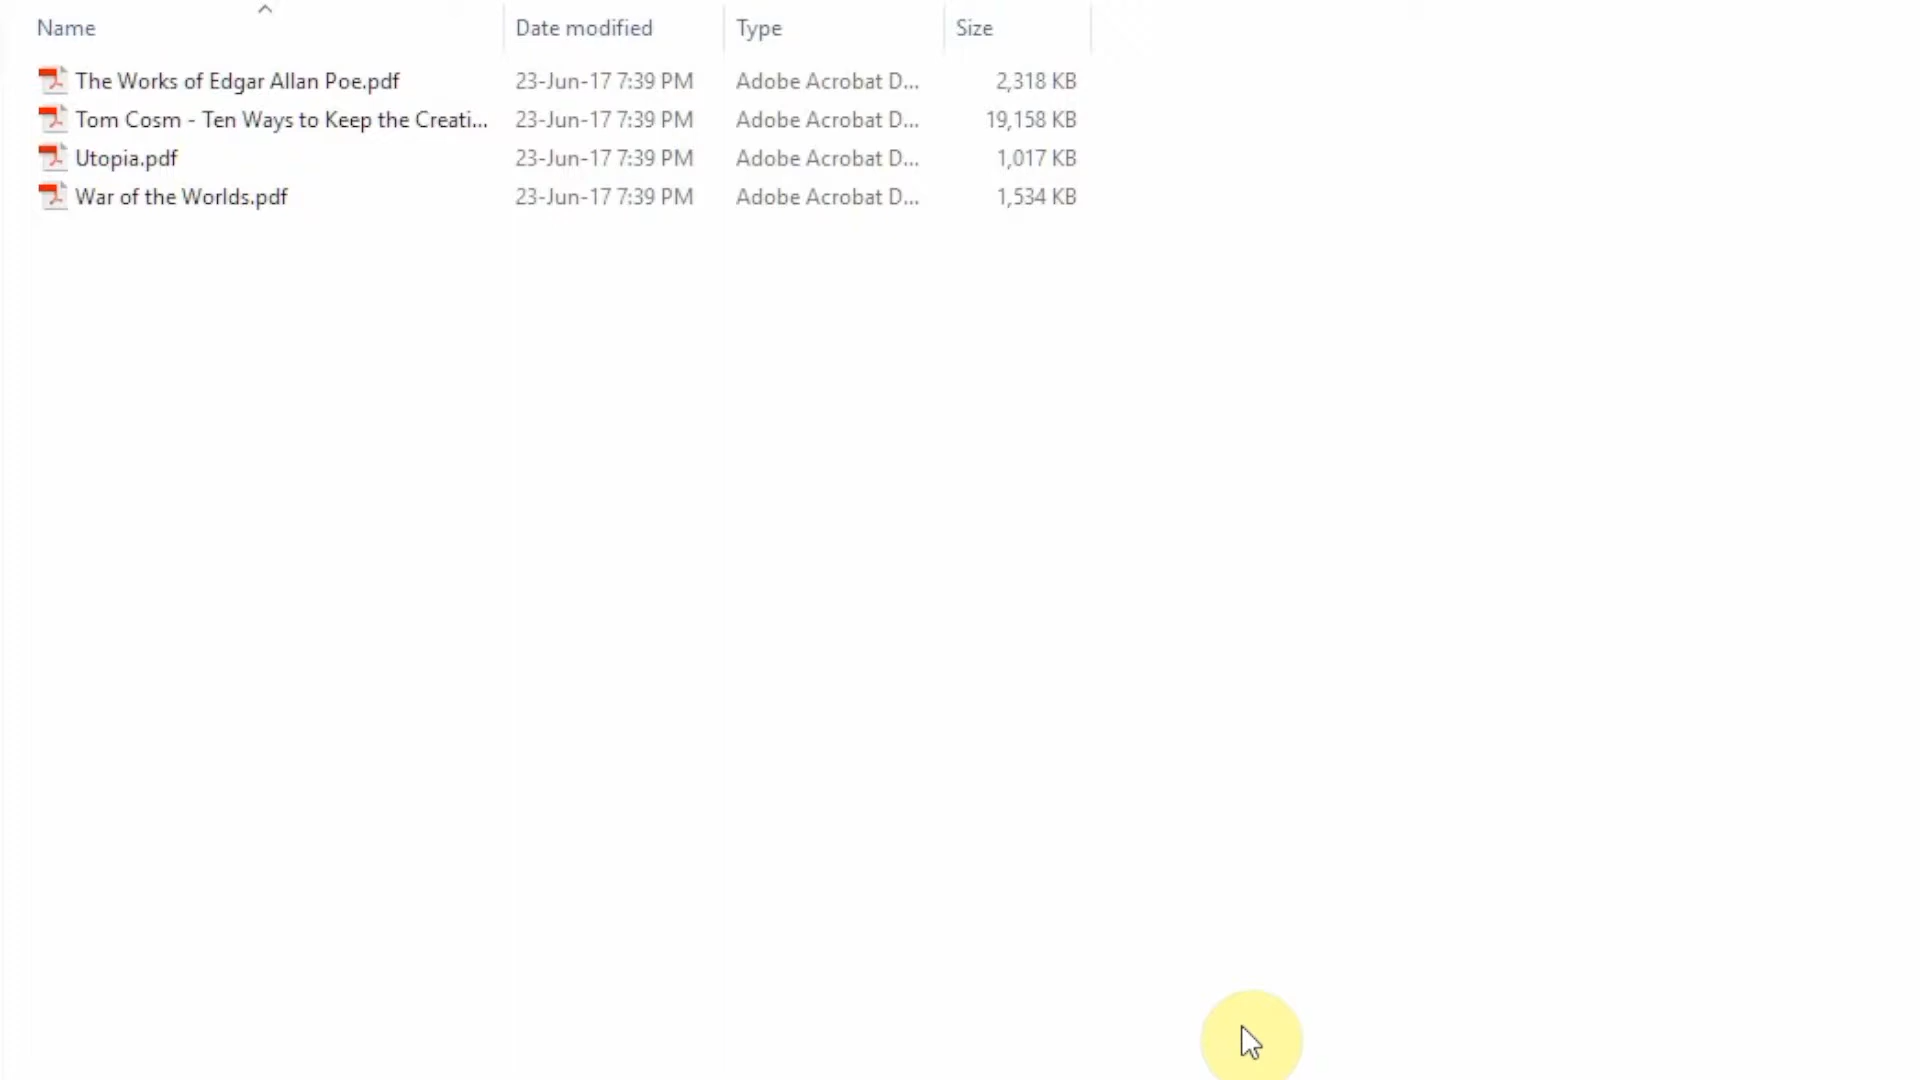 Name Date modified Type Size
The Works of Edgar Allan Poe.pdf 23-Jun-17 7:39 PM Adobe Acrobat D... 2,318 KB
Tom Cosm - Ten Ways to Keep the Creati... 23-Jun-17 7:39 PM Adobe Acrobat D... 19,158 KB
Utopia.pdf 23-Jun-17 7:39 PM Adobe Acrobat D... 1,017 KB
War of the Worlds.pdf 23-Jun-17 7:39 PM Adobe Acrobat D... 1,534 KB